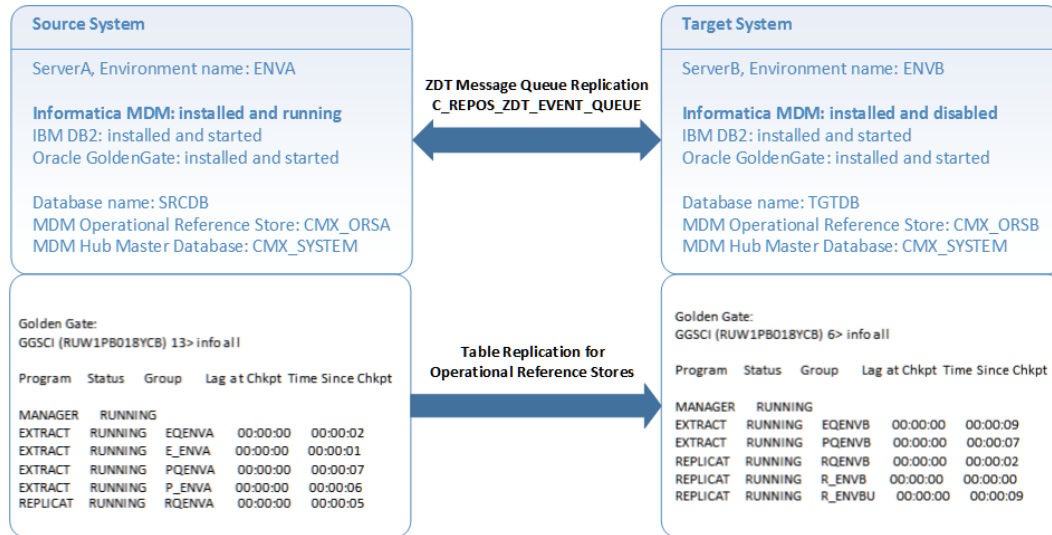 Source System
ServerA, Environment name: ENVA
Informatica MDM: installed and running
IBM DB2: installed and started
Oracle GoldenGate: installed and started
Database name: SRCDB
MDM Operational Reference Store: CMX_ORSA
MDM Hub Master Database: CMX_SYSTEM
ZDT Message Queue Replication
C_REPOS_ZDT_EVENT_QUEUE
Target System
ServerB, Environment name: ENVB
Informatica MDM: installed and disabled
IBM DB2: installed and started
Oracle GoldenGate: installed and started
Database name: TGTDB
MDM Operational Reference Store: CMX_ORSB
MDM Hub Master Database: CMX_SYSTEM
Golden Gate:
GGSCI (RUW1PB018YCB) 13> info all
Program Status Group Lag at Chkpt Time Since Chkpt
MANAGER RUNNING
EXTRACT RUNNING EQENVA 00:00:00 00:00:02
EXTRACT RUNNING E_ENVA 00:00:00 00:00:01
EXTRACT RUNNING PQENVA 00:00:00 00:00:07
EXTRACT RUNNING P_ENVA 00:00:00 00:00:06
REPLICAT RUNNING RQENVA 00:00:00 00:00:05
Table Replication for
Operational Reference Stores
Golden Gate:
GGSCI (RUW1PB018YCB) 6> info all
Program Status Group Lag at Chkpt Time Since Chkpt
MANAGER RUNNING
EXTRACT RUNNING EQENVB 00:00:00 00:00:09
EXTRACT RUNNING PQENVB 00:00:00 00:00:07
REPLICAT RUNNING RQENVB 00:00:00 00:00:02
REPLICAT RUNNING R_ENVB 00:00:00 00:00:00
REPLICAT RUNNING R_ENVBU 00:00:00 00:00:09